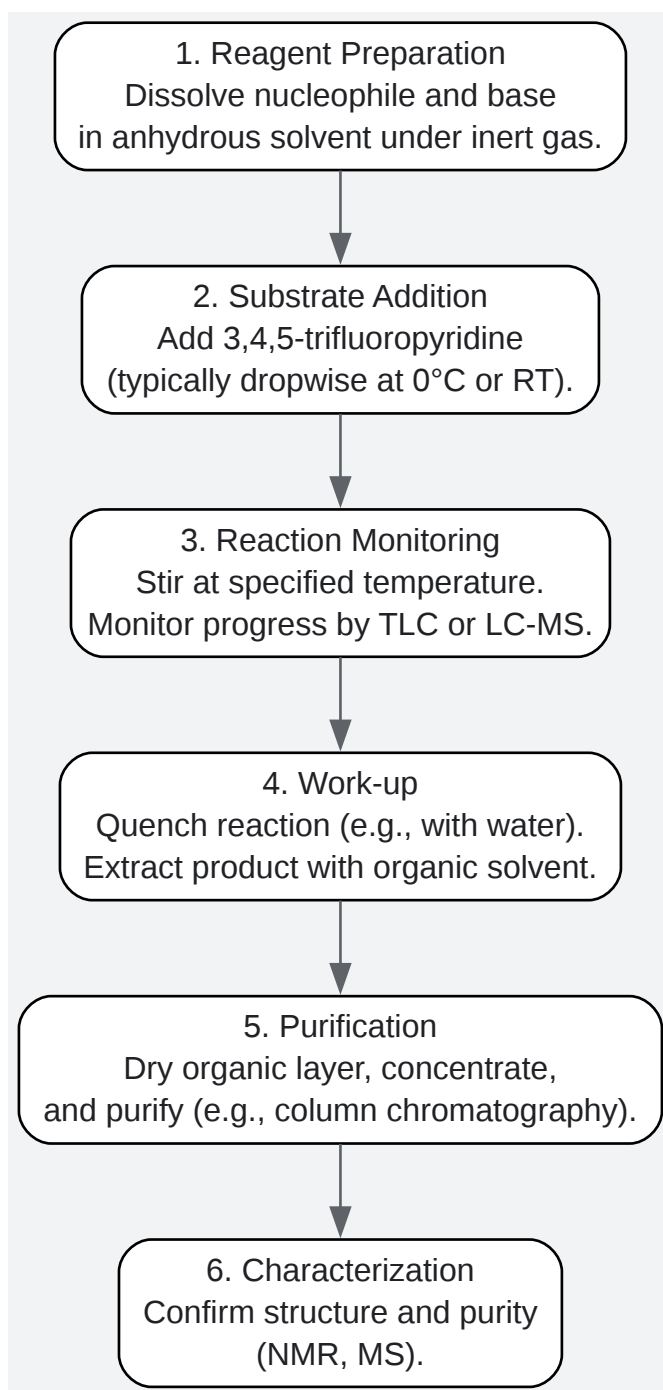 1. Reagent Preparation
Dissolve nucleophile and base
in anhydrous solvent under inert gas.
2. Substrate Addition
Add 3,4,5-trifluoropyridine
(typically dropwise at 0°C or RT).
3. Reaction Monitoring
Stir at specified temperature.
Monitor progress by TLC or LC-MS.
4. Work-up
Quench reaction (e.g., with water).
Extract product with organic solvent.
5. Purification
Dry organic layer, concentrate,
and purify (e.g., column chromatography).
6. Characterization
Confirm structure and purity
(NMR, MS).